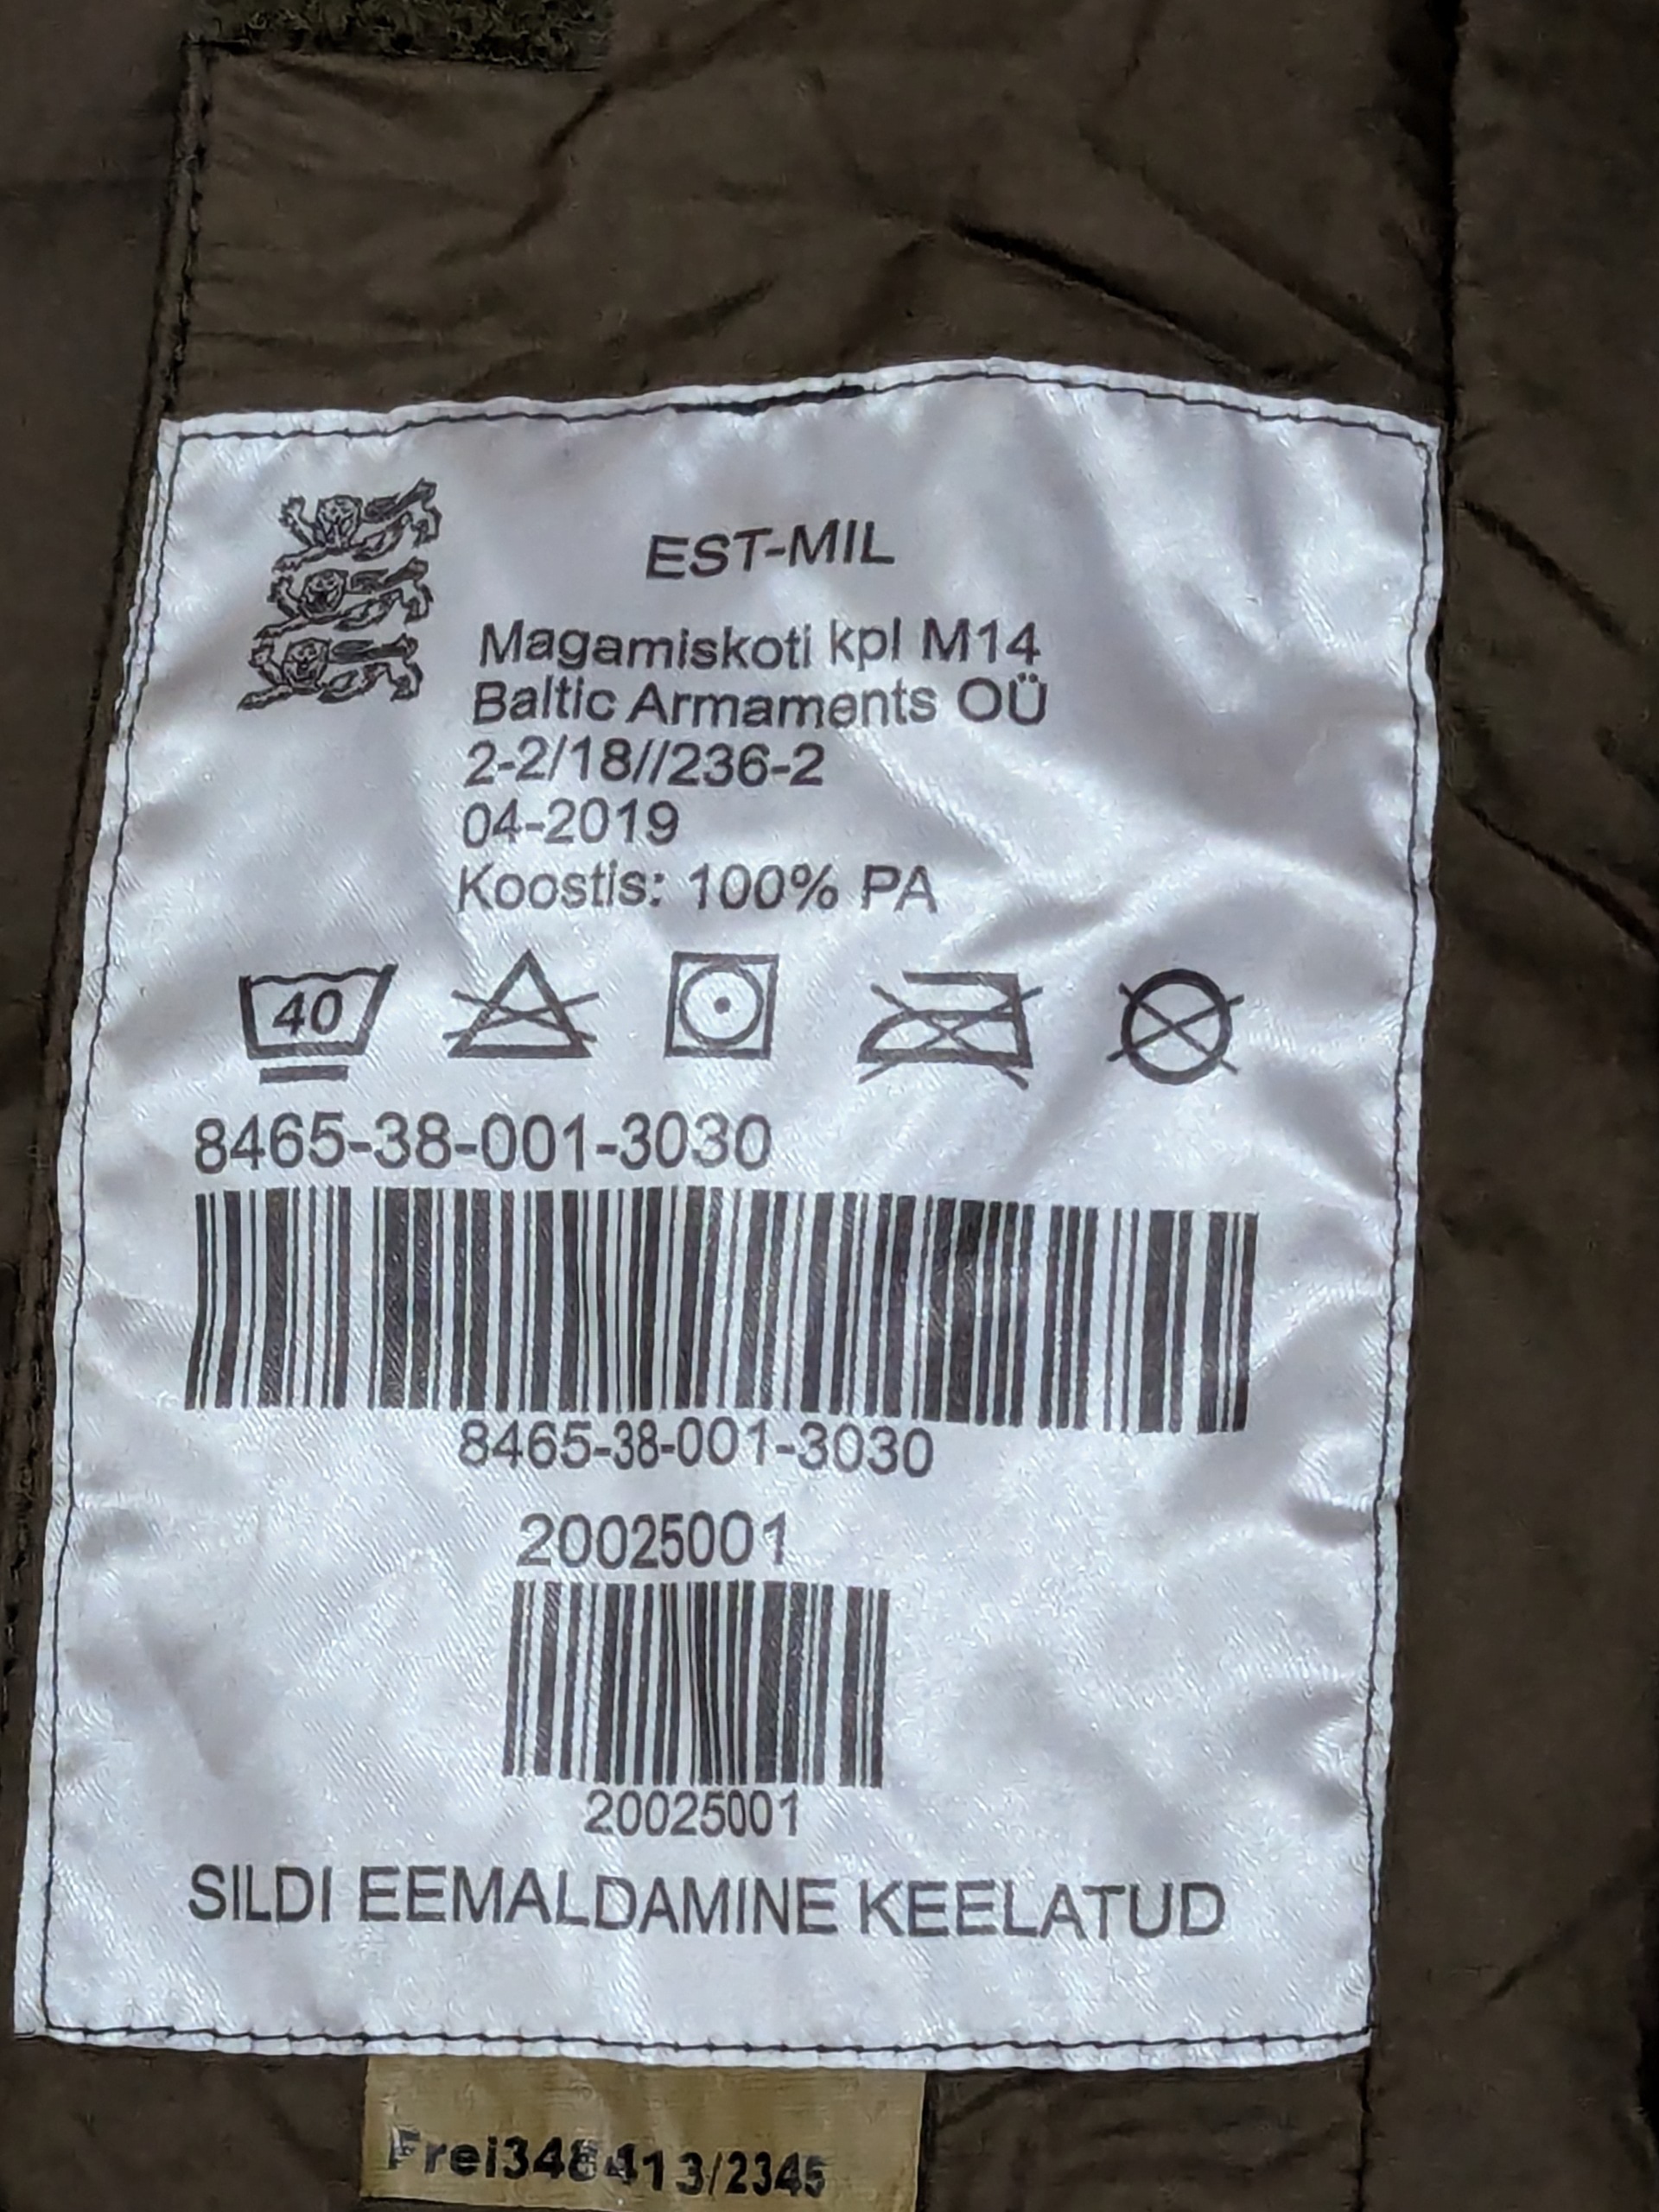 EST-MIL
Magamiskoti kpl M14
Baltic Armaments OÜ
2-2/18//236-2
04-2019
Koostis: 100% PA
40
8465-38-001-3030
8465-38-001-3030
20025001
20025001
SILDI EEMALDAMINE KEELATUD